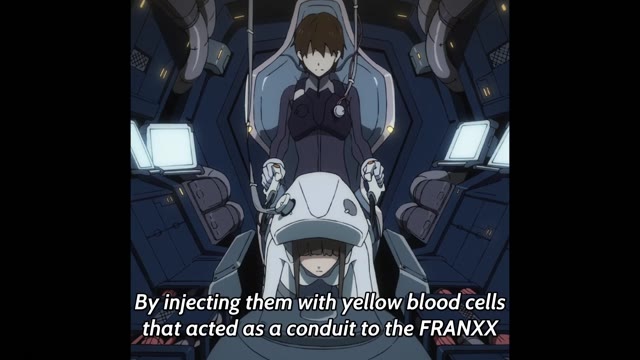 By injecting them with yellow blood cells
that acted as a conduit to the FRANXX